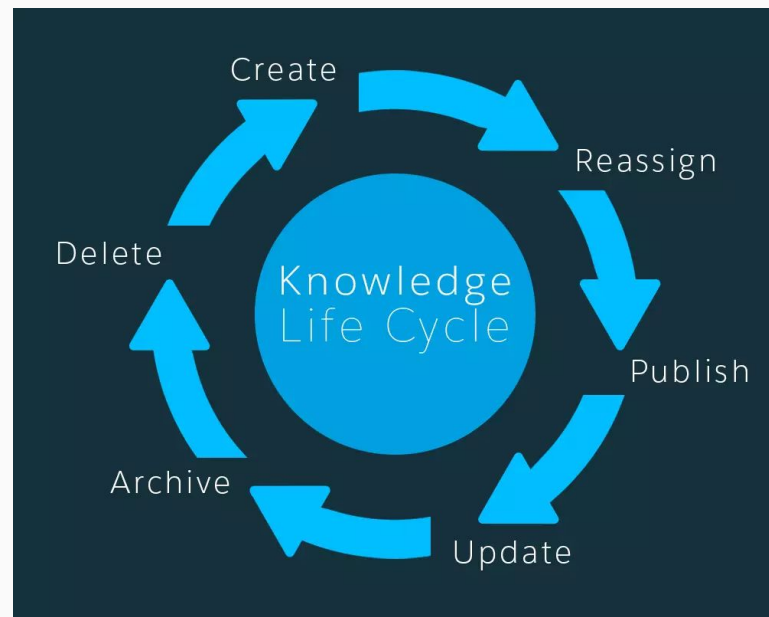 Create
Reassign
Knowledge
Life Cycle
Delete
Publish
Archive
Update